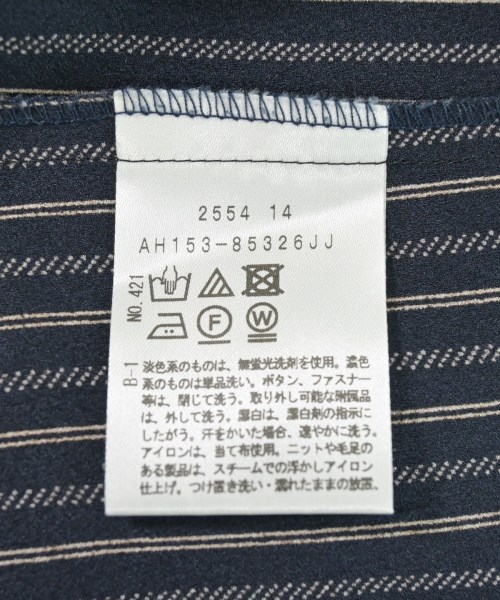 2554 14
AH153-85326JJ
NO.421
F
W
B-1
淡色系のものは、無蛍光洗剤を使用。濃色
系のものは単品洗い。ボタン、ファスナー
等は、閉じて洗う。取り外し可能な附属品
は、外して洗う。漂白は、漂白剤の指示に
したがう。汗をかいた場合、速やかに洗う。
アイロンは、当て布使用。ニットや毛足の
ある製品は、スチームでの浮かしアイロン
仕上げ。つけ置き洗い・濡れたままの放置、